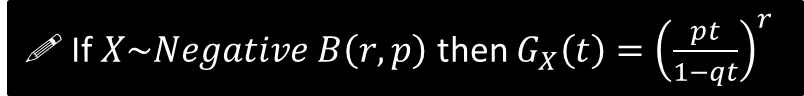 If X~Negative B(r, p) then G_X(t) = (pt/(1−qt))^r